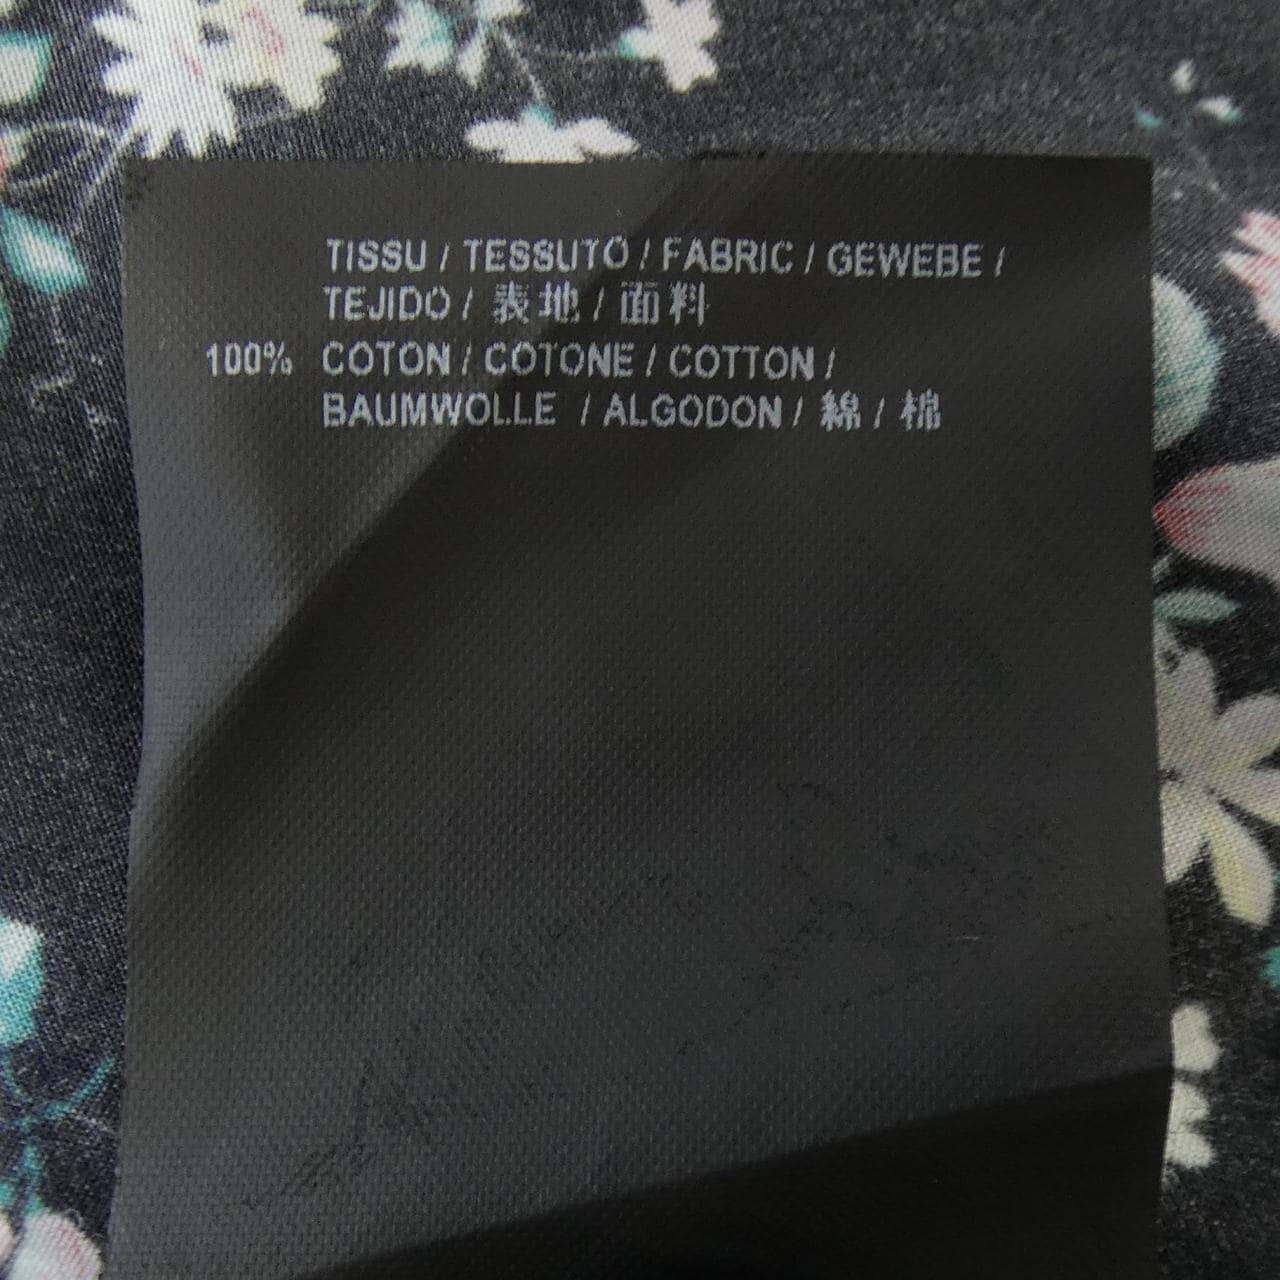 TISSU / TESSUTO / FABRIC / GEWEBE /
TEJIDO / 表地 / 面料
100% COTON / COTONE / COTTON /
BAUMWOLLE / ALGODON / 綿 / 棉